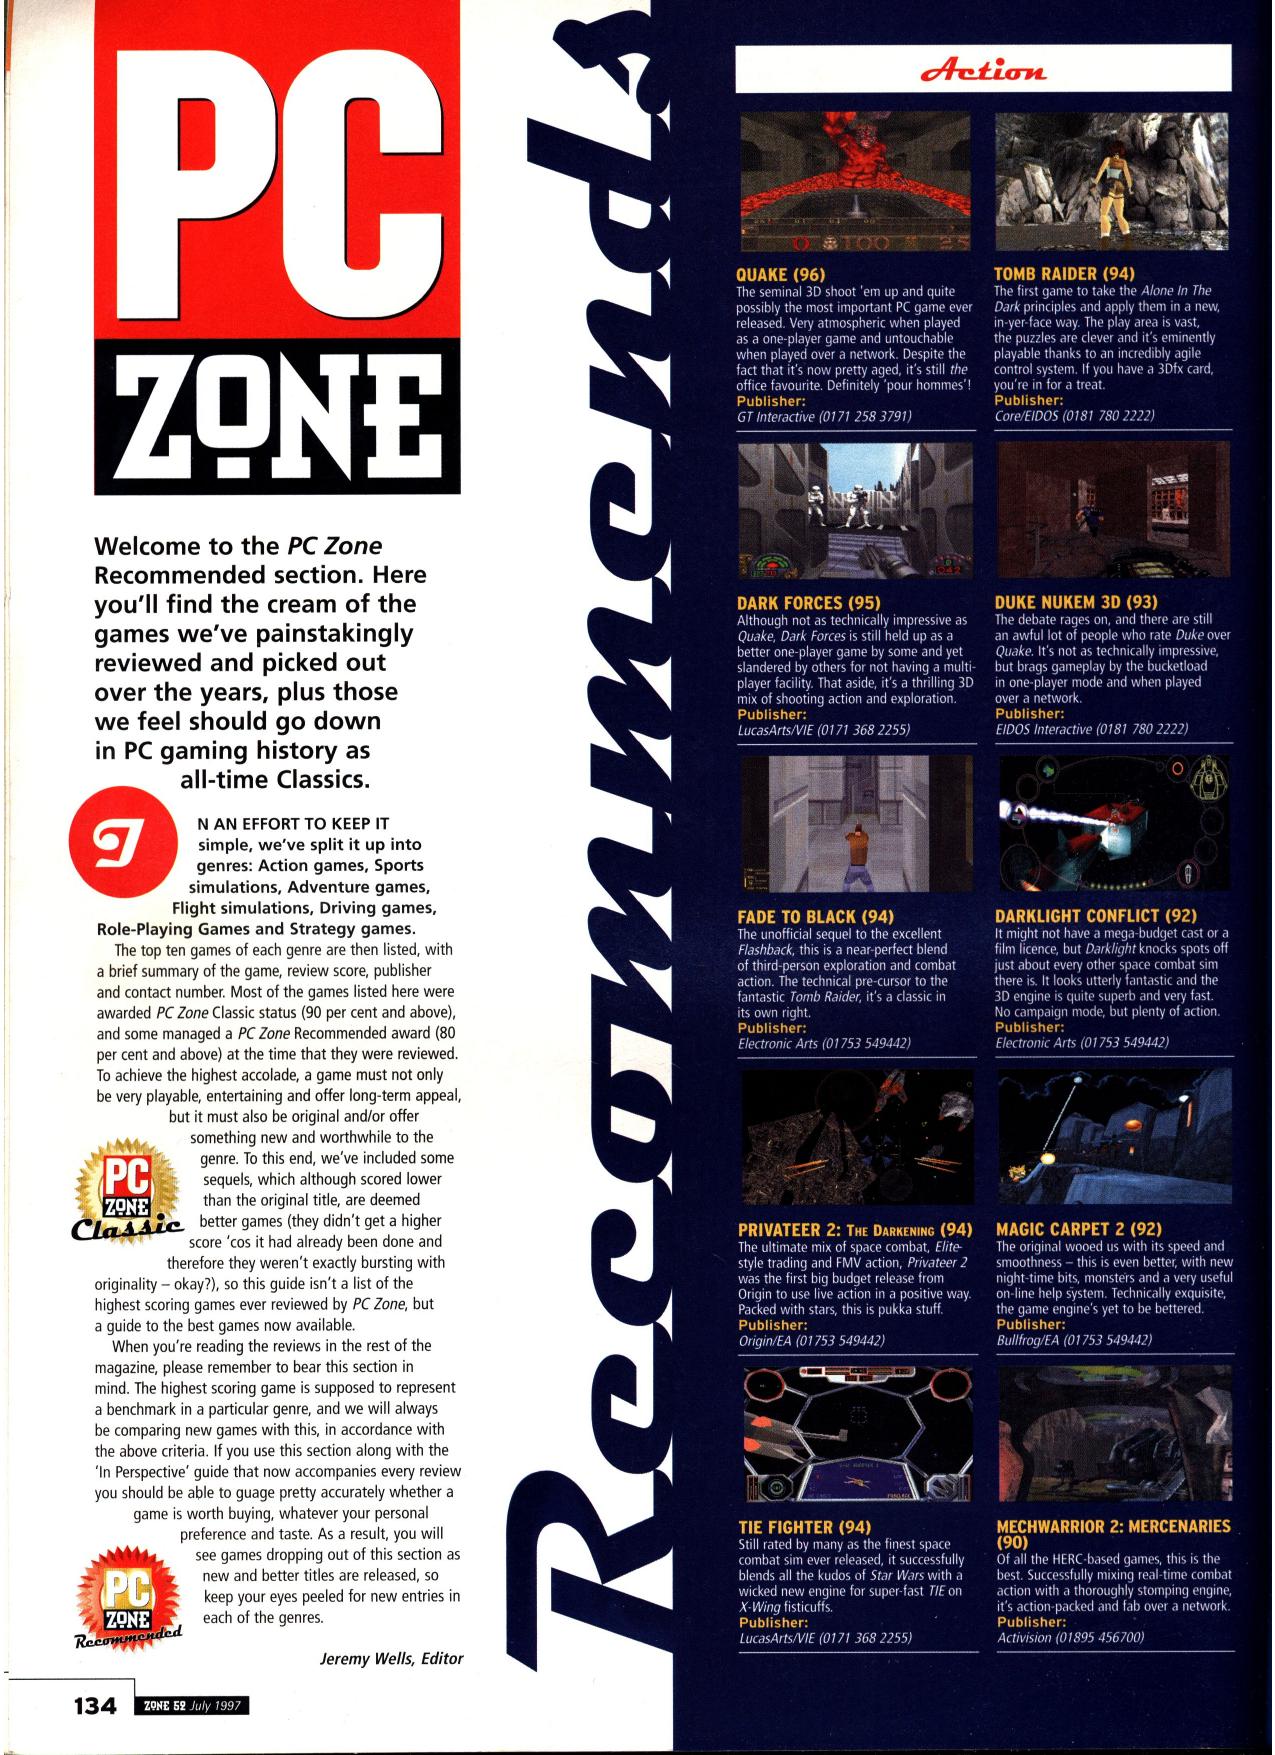 PC
ZONE
Welcome to the PC Zone
Recommended section. Here
you'll find the cream of the
games we've painstakingly
reviewed and picked out
over the years, plus those
we feel should go down
in PC gaming history as
all-time Classics.
I
N AN EFFORT TO KEEP IT
simple, we've split it up into
genres: Action games, Sports
simulations, Adventure games,
Flight simulations, Driving games,
Role-Playing Games and Strategy games.
The top ten games of each genre are then listed, with
a brief summary of the game, review score, publisher
and contact number. Most of the games listed here were
awarded PC Zone Classic status (90 per cent and above),
and some managed a PC Zone Recommended award (80
per cent and above) at the time that they were reviewed.
To achieve the highest accolade, a game must not only
be very playable, entertaining and offer long-term appeal,
but it must also be original and/or offer
something new and worthwhile to the
genre. To this end, we've included some
sequels, which although scored lower
than the original title, are deemed
better games (they didn't get a higher
score 'cos it had already been done and
therefore they weren't exactly bursting with
originality – okay?), so this guide isn't a list of the
highest scoring games ever reviewed by PC Zone, but
a guide to the best games now available.
When you're reading the reviews in the rest of the
magazine, please remember to bear this section in
mind. The highest scoring game is supposed to represent
a benchmark in a particular genre, and we will always
be comparing new games with this, in accordance with
the above criteria. If you use this section along with the
'In Perspective' guide that now accompanies every review
you should be able to guage pretty accurately whether a
game is worth buying, whatever your personal
preference and taste. As a result, you will
see games dropping out of this section as
new and better titles are released, so
keep your eyes peeled for new entries in
each of the genres.
Jeremy Wells, Editor
PC
ZONE
Classic
PC
ZONE
Recommended
134
ZONE 52 July 1997
Recommends
Action
0 100 25
QUAKE (96)
The seminal 3D shoot 'em up and quite
possibly the most important PC game ever
released. Very atmospheric when played
as a one-player game and untouchable
when played over a network. Despite the
fact that it's now pretty aged, it's still the
office favourite. Definitely 'pour hommes'!
Publisher:
GT Interactive (0171 258 3791)
TOMB RAIDER (94)
The first game to take the Alone In The
Dark principles and apply them in a new,
in-yer-face way. The play area is vast,
the puzzles are clever and it's eminently
playable thanks to an incredibly agile
control system. If you have a 3Dfx card,
you're in for a treat.
Publisher:
Core/EIDOS (0181 780 2222)
DARK FORCES (95)
Although not as technically impressive as
Quake, Dark Forces is still held up as a
better one-player game by some and yet
slandered by others for not having a multi-
player facility. That aside, it's a thrilling 3D
mix of shooting action and exploration.
Publisher:
LucasArts/VIE (0171 368 2255)
DUKE NUKEM 3D (93)
The debate rages on, and there are still
an awful lot of people who rate Duke over
Quake. It's not as technically impressive,
but brags gameplay by the bucketload
in one-player mode and when played
over a network.
Publisher:
EIDOS Interactive (0181 780 2222)
FADE TO BLACK (94)
The unofficial sequel to the excellent
Flashback, this is a near-perfect blend
of third-person exploration and combat
action. The technical pre-cursor to the
fantastic Tomb Raider, it's a classic in
its own right.
Publisher:
Electronic Arts (01753 549442)
DARKLIGHT CONFLICT (92)
It might not have a mega-budget cast or a
film licence, but Darklight knocks spots off
just about every other space combat sim
there is. It looks utterly fantastic and the
3D engine is quite superb and very fast.
No campaign mode, but plenty of action.
Publisher:
Electronic Arts (01753 549442)
PRIVATEER 2: THE DARKENING (94)
The ultimate mix of space combat, Elite-
style trading and FMV action, Privateer 2
was the first big budget release from
Origin to use live action in a positive way.
Packed with stars, this is pukka stuff.
Publisher:
Origin/EA (01753 549442)
MAGIC CARPET 2 (92)
The original wooed us with its speed and
smoothness – this is even better, with new
night-time bits, monsters and a very useful
on-line help system. Technically exquisite,
the game engine's yet to be bettered.
Publisher:
Bullfrog/EA (01753 549442)
TIE FIGHTER (94)
Still rated by many as the finest space
combat sim ever released, it successfully
blends all the kudos of Star Wars with a
wicked new engine for super-fast TIE on
X-Wing fisticuffs.
Publisher:
LucasArts/VIE (0171 368 2255)
MECHWARRIOR 2: MERCENARIES
(90)
Of all the HERC-based games, this is the
best. Successfully mixing real-time combat
action with a thoroughly stomping engine,
it's action-packed and fab over a network.
Publisher:
Activision (01895 456700)